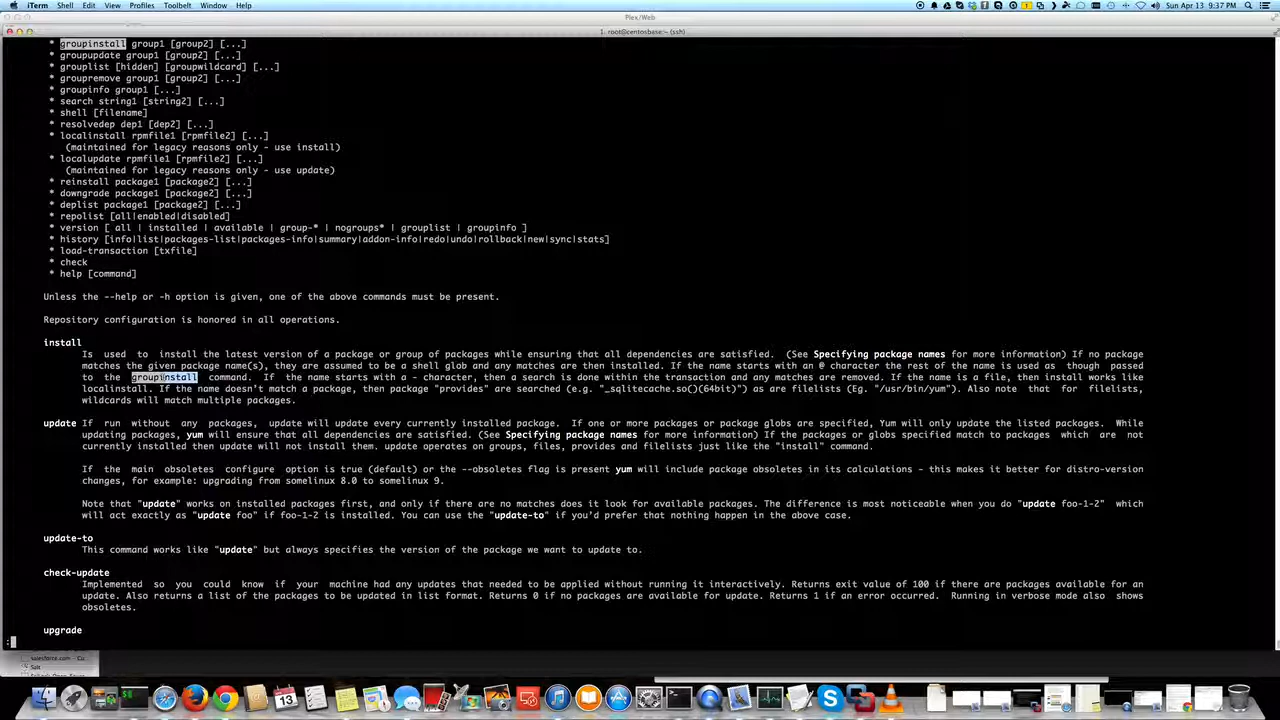 iTerm Shell Edit View Profiles Toolbelt Window Help
1 Sun Apr 13 9:37 PM
Plex/Web
1. root@centosbase:~ (ssh)
* groupinstall group1 [group2] [...]
* groupupdate group1 [group2] [...]
* grouplist [hidden] [groupwildcard] [...]
* groupremove group1 [group2] [...]
* groupinfo group1 [...]
* search string1 [string2] [...]
* shell [filename]
* resolvedep dep1 [dep2] [...]
* localinstall rpmfile1 [rpmfile2] [...]
(maintained for legacy reasons only - use install)
* localupdate rpmfile1 [rpmfile2] [...]
(maintained for legacy reasons only - use update)
* reinstall package1 [package2] [...]
* downgrade package1 [package2] [...]
* deplist package1 [package2] [...]
* repolist [all|enabled|disabled]
* version [ all | installed | available | group-* | nogroups* | grouplist | groupinfo ]
* history [info|list|packages-list|packages-info|summary|addon-info|redo|undo|rollback|new|sync|stats]
* load-transaction [txfile]
* check
* help [command]
Unless the --help or -h option is given, one of the above commands must be present.
Repository configuration is honored in all operations.
install
Is used to install the latest version of a package or group of packages while ensuring that all dependencies are satisfied. (See Specifying package names for more information) If no package
matches the given package name(s), they are assumed to be a shell glob and any matches are then installed. If the name starts with an @ character the rest of the name is used as though passed
to the groupinstall command. If the name starts with a - character, then a search is done within the transaction and any matches are removed. If the name is a file, then install works like
localinstall. If the name doesn't match a package, then package "provides" are searched (e.g. "_sqlitecache.so()(64bit)") as are filelists (Eg. "/usr/bin/yum"). Also note that for filelists,
wildcards will match multiple packages.
update If run without any packages, update will update every currently installed package. If one or more packages or package globs are specified, Yum will only update the listed packages. While
updating packages, yum will ensure that all dependencies are satisfied. (See Specifying package names for more information) If the packages or globs specified match to packages which are not
currently installed then update will not install them. update operates on groups, files, provides and filelists just like the "install" command.
If the main obsoletes configure option is true (default) or the --obsoletes flag is present yum will include package obsoletes in its calculations - this makes it better for distro-version
changes, for example: upgrading from somelinux 8.0 to somelinux 9.
Note that "update" works on installed packages first, and only if there are no matches does it look for available packages. The difference is most noticeable when you do "update foo-1-2" which
will act exactly as "update foo" if foo-1-2 is installed. You can use the "update-to" if you'd prefer that nothing happen in the above case.
update-to
This command works like "update" but always specifies the version of the package we want to update to.
check-update
Implemented so you could know if your machine had any updates that needed to be applied without running it interactively. Returns exit value of 100 if there are packages available for an
update. Also returns a list of the packages to be updated in list format. Returns 0 if no packages are available for update. Returns 1 if an error occurred. Running in verbose mode also shows
obsoletes.
upgrade
: